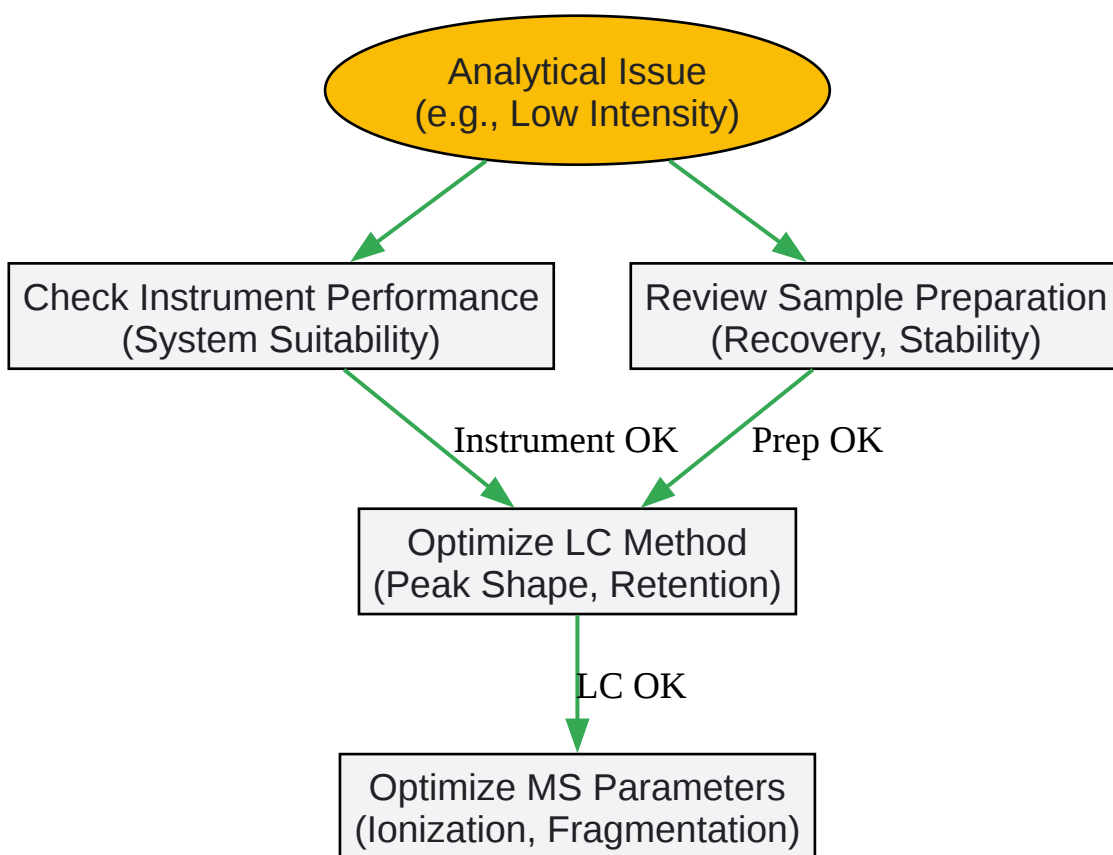 Analytical Issue
(e.g., Low Intensity)
Check Instrument Performance
(System Suitability)
Review Sample Preparation
(Recovery, Stability)
Instrument OK
Prep OK
Optimize LC Method
(Peak Shape, Retention)
LC OK
Optimize MS Parameters
(Ionization, Fragmentation)